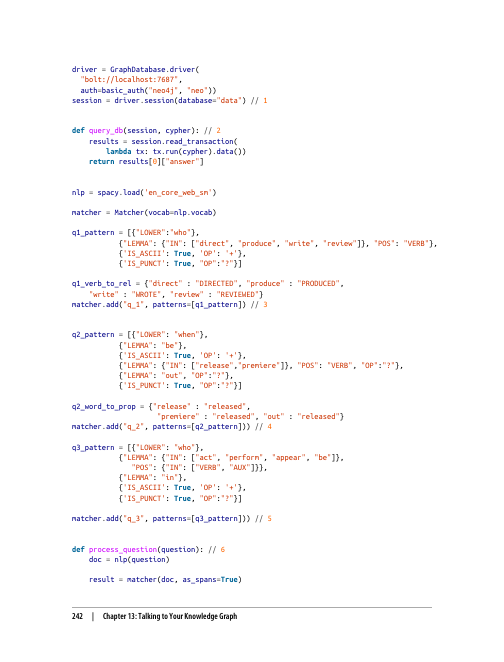 driver = GraphDatabase.driver(
  "bolt://localhost:7687",
  auth=basic_auth("neo4j", "neo"))
session = driver.session(database="data") // 1
def query_db(session, cypher): // 2
    results = session.read_transaction(
        lambda tx: tx.run(cypher).data())
    return results[0]["answer"]
nlp = spacy.load('en_core_web_sm')
matcher = Matcher(vocab=nlp.vocab)
q1_pattern = [{"LOWER":"who"},
           {"LEMMA": {"IN": ["direct", "produce", "write", "review"]}, "POS": "VERB"},
           {'IS_ASCII': True, 'OP': '+'},
           {'IS_PUNCT': True, "OP":"?"}]
q1_verb_to_rel = {"direct" : "DIRECTED", "produce" : "PRODUCED",
    "write" : "WROTE", "review" : "REVIEWED"}
matcher.add("q_1", patterns=[q1_pattern]) // 3
q2_pattern = [{"LOWER": "when"},
           {"LEMMA": "be"},
           {'IS_ASCII': True, 'OP': '+'},
           {"LEMMA": {"IN": ["release","premiere"]}, "POS": "VERB", "OP":"?"},
           {"LEMMA": "out", "OP":"?"},
           {'IS_PUNCT': True, "OP":"?"}]
q2_word_to_prop = {"release" : "released",
                    "premiere" : "released", "out" : "released"}
matcher.add("q_2", patterns=[q2_pattern])) // 4
q3_pattern = [{"LOWER": "who"},
           {"LEMMA": {"IN": ["act", "perform", "appear", "be"]},
              "POS": {"IN": ["VERB", "AUX"]}},
           {"LEMMA": "in"},
           {'IS_ASCII': True, 'OP': '+'},
           {'IS_PUNCT': True, "OP":"?"}]
matcher.add("q_3", patterns=[q3_pattern])) // 5
def process_question(question): // 6
    doc = nlp(question)
    result = matcher(doc, as_spans=True)
242 | Chapter 13: Talking to Your Knowledge Graph